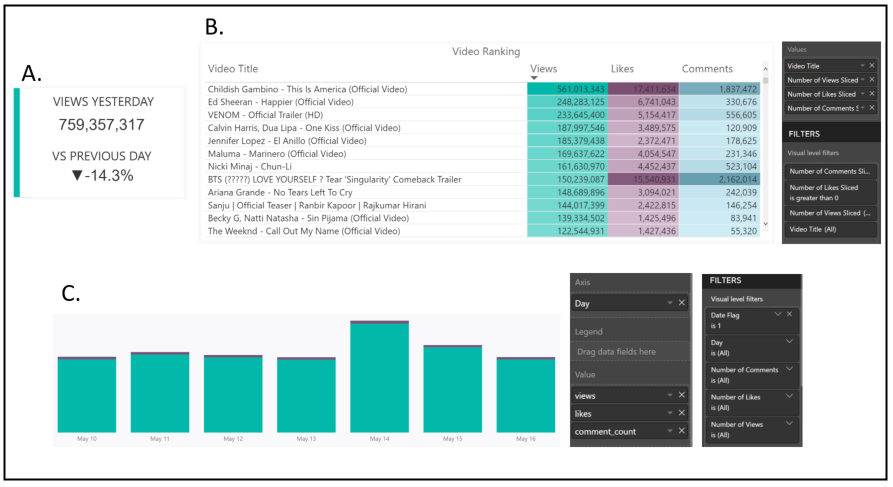 A.
VIEWS YESTERDAY
759,357,317
VS PREVIOUS DAY
▼-14.3%
B.
Video Ranking
Video Title Views Likes Comments
Childish Gambino - This Is America (Official Video) 561,013,343 17,411,634 1,837,472
Ed Sheeran - Happier (Official Video) 248,283,125 6,741,043 330,676
VENOM - Official Trailer (HD) 233,645,400 5,154,417 556,605
Calvin Harris, Dua Lipa - One Kiss (Official Video) 187,997,546 3,489,575 120,909
Jennifer Lopez - El Anillo (Official Video) 185,379,438 2,372,471 178,625
Maluma - Marinero (Official Video) 169,637,622 4,054,547 231,346
Nicki Minaj - Chun-Li 161,630,970 4,452,437 523,104
BTS (?????) LOVE YOURSELF ? Tear 'Singularity' Comeback Trailer 150,239,087 15,540,931 2,162,014
Ariana Grande - No Tears Left To Cry 148,689,896 3,094,021 242,039
Sanju | Official Teaser | Ranbir Kapoor | Rajkumar Hirani 144,017,399 2,422,815 146,254
Becky G, Natti Natasha - Sin Pijama (Official Video) 139,334,502 1,425,496 83,941
The Weeknd - Call Out My Name (Official Video) 122,544,931 1,427,436 55,320
Values
Video Title
Number of Views Sliced
Number of Likes Sliced
Number of Comments S
FILTERS
Visual level filters
Number of Comments Sli...
Number of Likes Sliced
is greater than 0
Number of Views Sliced (...
Video Title (All)
C.
May 10 May 11 May 12 May 13 May 14 May 15 May 16
Axis
Day
Legend
Drag data fields here
Value
views
likes
comment_count
FILTERS
Visual level filters
Date Flag
is 1
Day
is (All)
Number of Comments
is (All)
Number of Likes
is (All)
Number of Views
is (All)